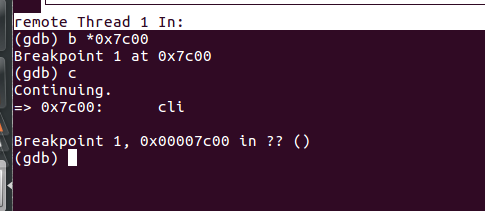 remote Thread 1 In:
(gdb) b *0x7c00
Breakpoint 1 at 0x7c00
(gdb) c
Continuing.
=> 0x7c00:      cli
Breakpoint 1, 0x00007c00 in ?? ()
(gdb)